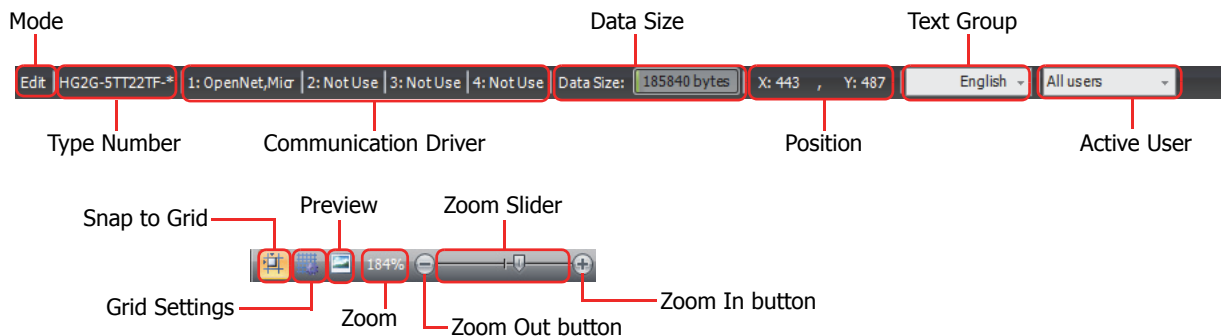 Mode Data Size Text Group
Edit HG2G-5TT22TF-* 1: OpenNet,Micr 2: Not Use 3: Not Use 4: Not Use Data Size: 185840 bytes X: 443 , Y: 487 English All users
Type Number Communication Driver Position Active User
Snap to Grid Preview Zoom Slider
184%
Grid Settings Zoom Zoom Out button Zoom In button